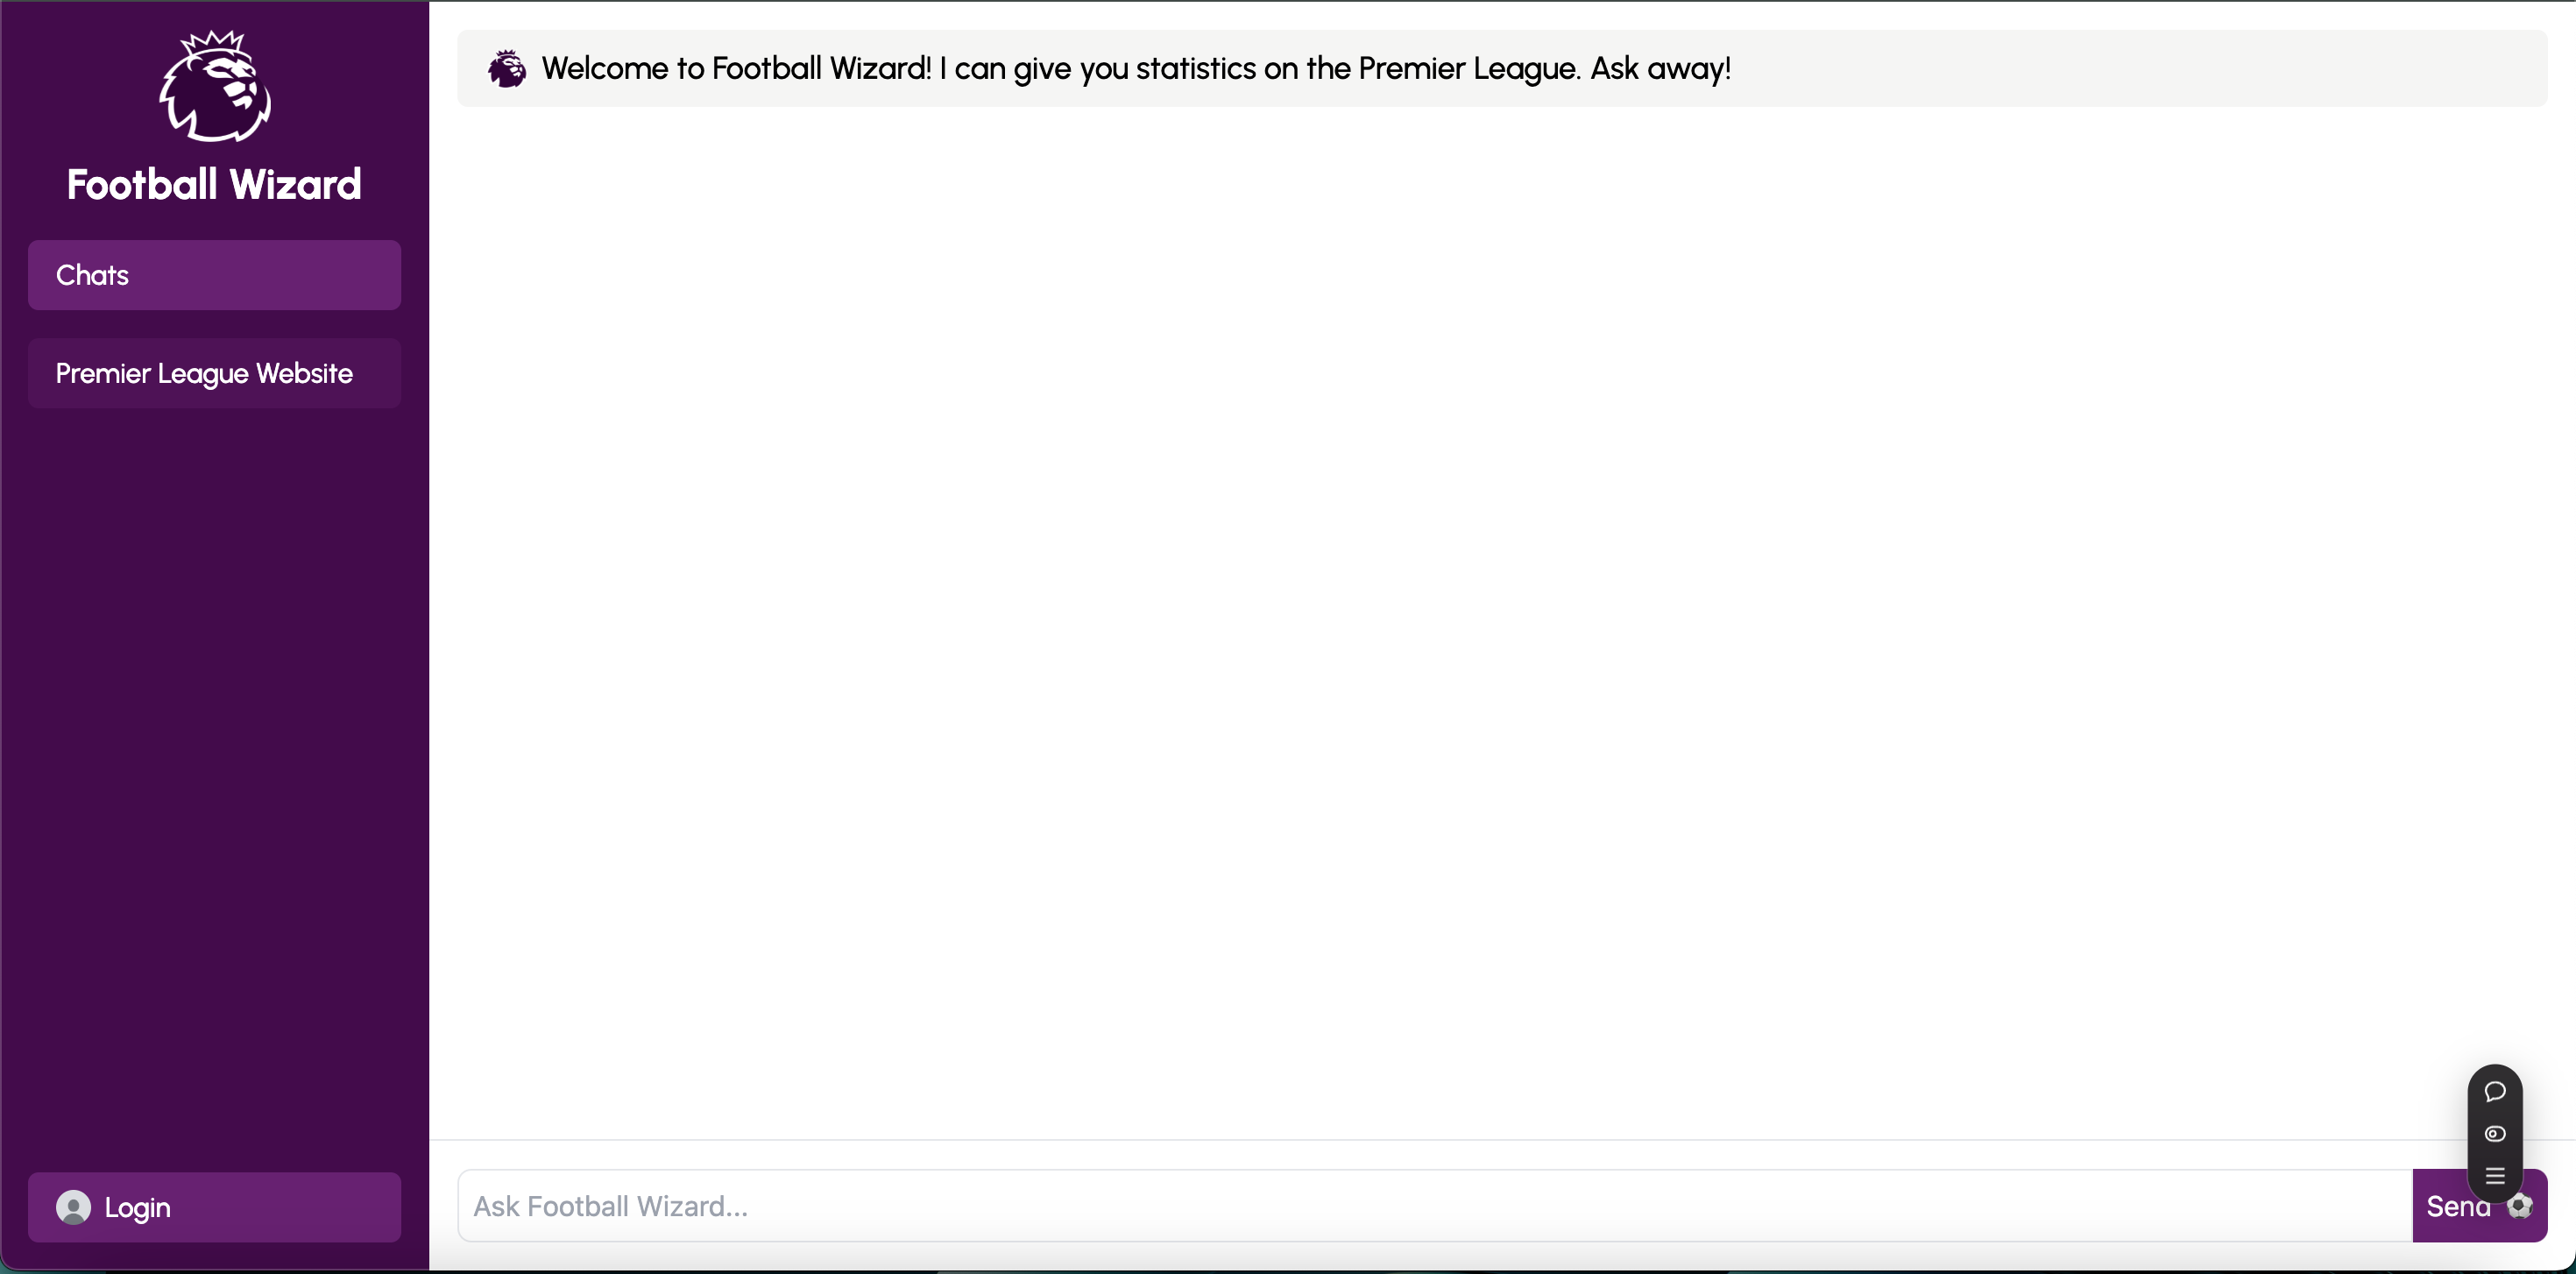 Football Wizard
Chats
Premier League Website
Login
Welcome to Football Wizard! I can give you statistics on the Premier League. Ask away!
Ask Football Wizard...
Send